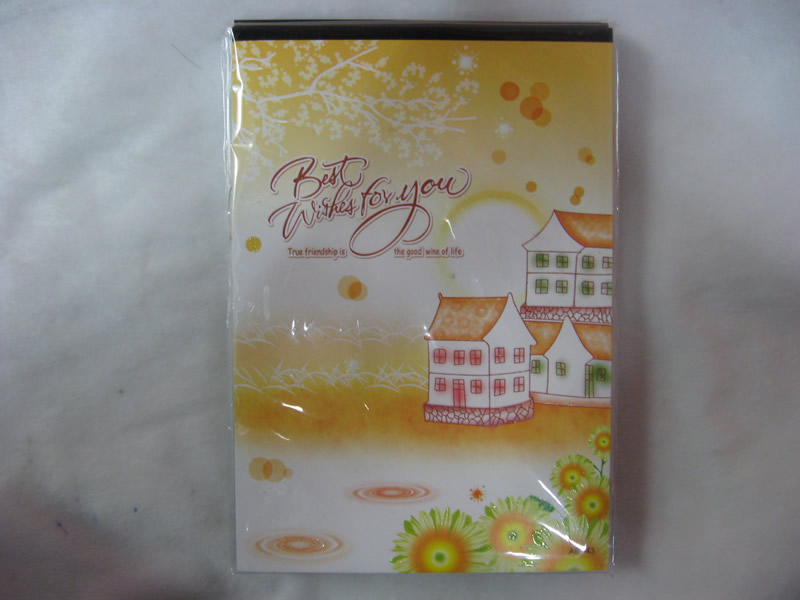 Best
Wishes for you
True friendship is the good wine of life